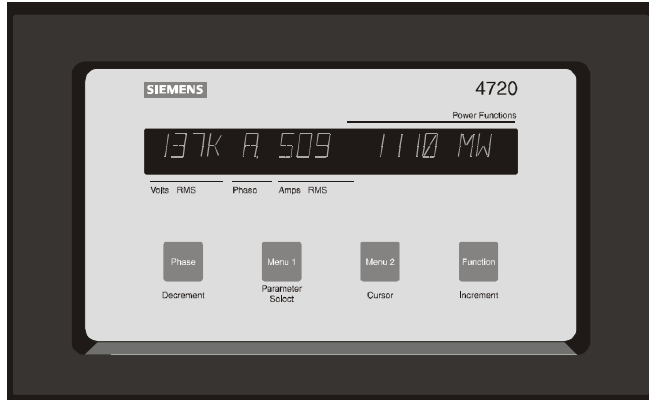 SIEMENS
4720
Power Functions
137K A. 509 1110 MW
Volts RMS Phase Amps RMS
Phase Menu 1 Menu 2 Function
Decrement Parameter Select Cursor Increment